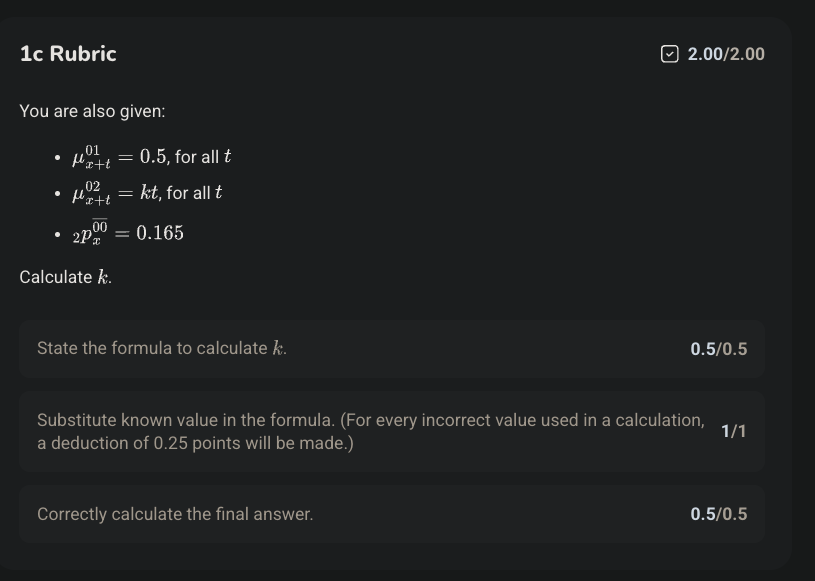 1c Rubric
2.00/2.00
You are also given:
• $\mu_{x+t}^{01} = 0.5$, for all $t$
• $\mu_{x+t}^{02} = kt$, for all $t$
• ${}_2p_x^{\overline{00}} = 0.165$
Calculate $k$.
State the formula to calculate $k$.
0.5/0.5
Substitute known value in the formula. (For every incorrect value used in a calculation,
a deduction of 0.25 points will be made.)
1/1
Correctly calculate the final answer.
0.5/0.5